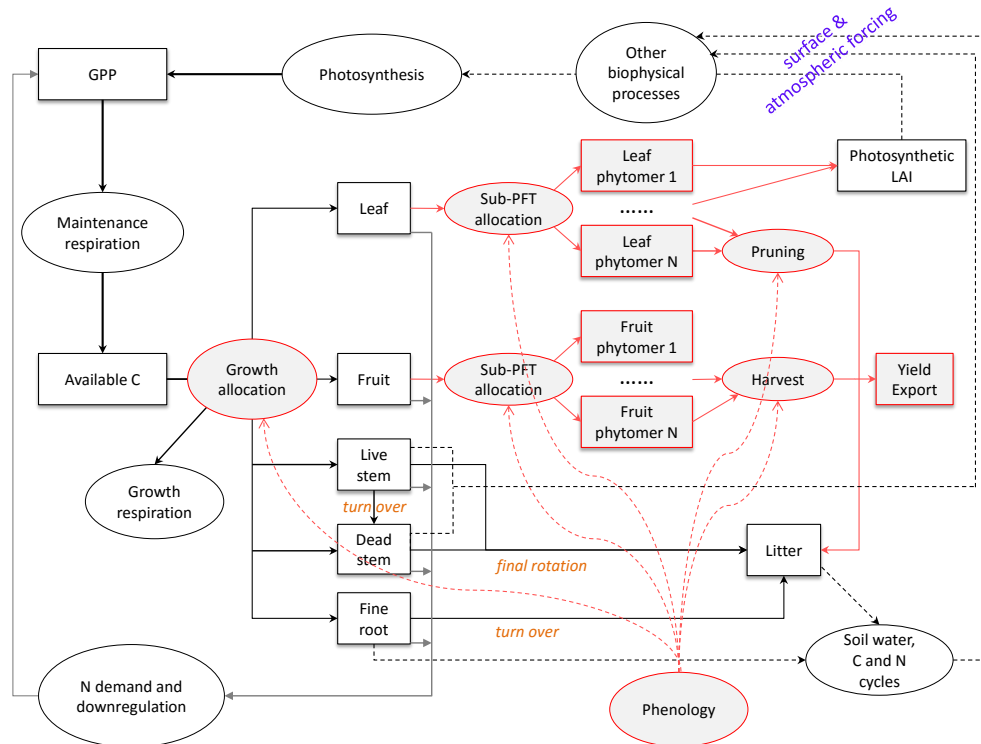 surface &
atmospheric forcing
GPP
Photosynthesis
Other
biophysical
processes
Leaf
phytomer 1
Photosynthetic
LAI
Maintenance
respiration
Leaf
Sub-PFT
allocation
......
Leaf
phytomer N
Pruning
Fruit
phytomer 1
Available C
Growth
allocation
Fruit
Sub-PFT
allocation
......
Harvest
Yield
Export
Fruit
phytomer N
Live
stem
Growth
respiration
turn over
Dead
stem
final rotation
Litter
Fine
root
turn over
Soil water,
C and N
cycles
N demand and
downregulation
Phenology